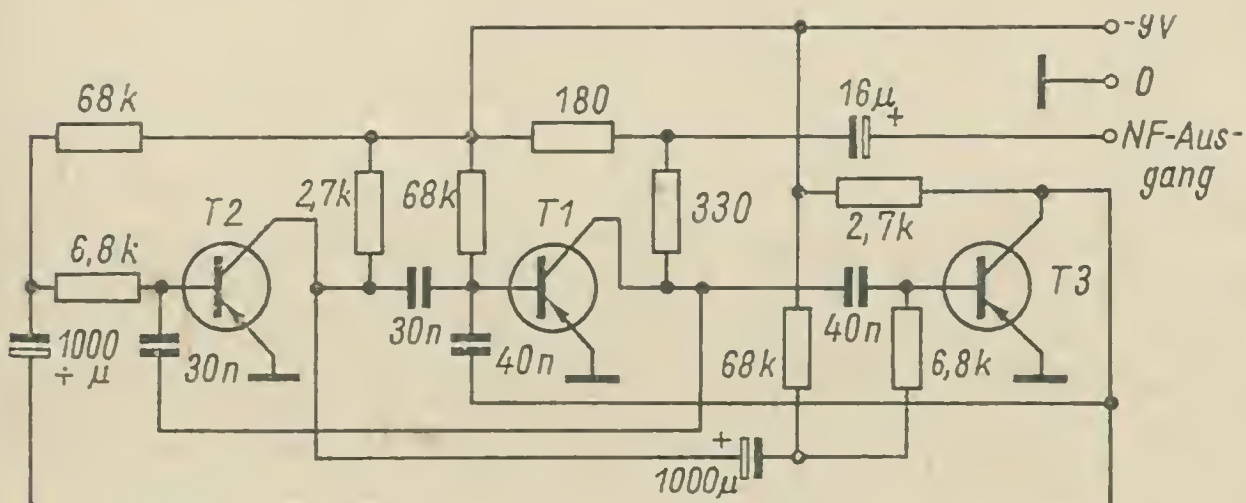 -9V
0
NF-Aus-
gang
68k
180
16µ
+
2,7k
68k
330
2,7k
T2
T1
T3
6,8k
30n
40n
40n
68k
6,8k
1000
+ µ
30n
+
1000µ